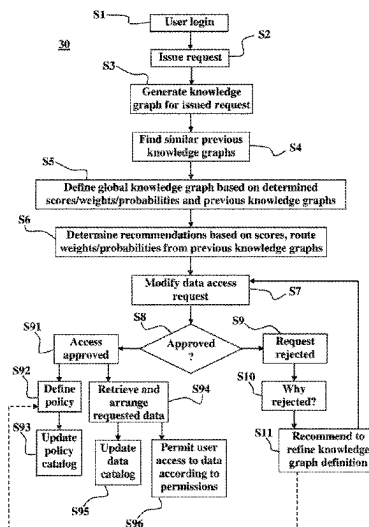 S1
User login
30
S2
Issue request
S3
Generate knowledge
graph for issued request
Find similar previous
knowledge graphs
S4
S5
Define global knowledge graph based on determined
scores/weights/probabilities and previous knowledge graphs
S6
Determine recommendations based on scores, route
weights/probabilities from previous knowledge graphs
Modify data access
request
S7
S8
S9
S91
Access
approved
Approved
?
Request
rejected
S92
S10
Define
policy
Retrieve and
arrange
requested data
S94
Why
rejected?
S93
S11
Update
policy
catalog
Update
data
catalog
Permit user
access to data
according to
permissions
Recommend to
refine knowledge
graph definition
S95
S96